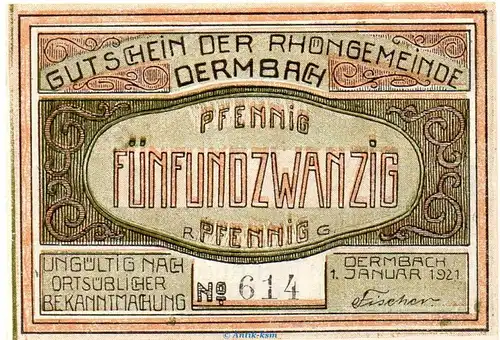 GUTSCHEIN DER RHÖNGEMEINDE
DERMBACH
PFENNIG
FÜNFUNDZWANZIG
R PFENNIG G
UNGÜLTIG NACH
ORTSÜBLICHER
BEKANNTMACHUNG
No 614
DERMBACH
1. JANUAR 1921
Fischer
© Antik-ksm